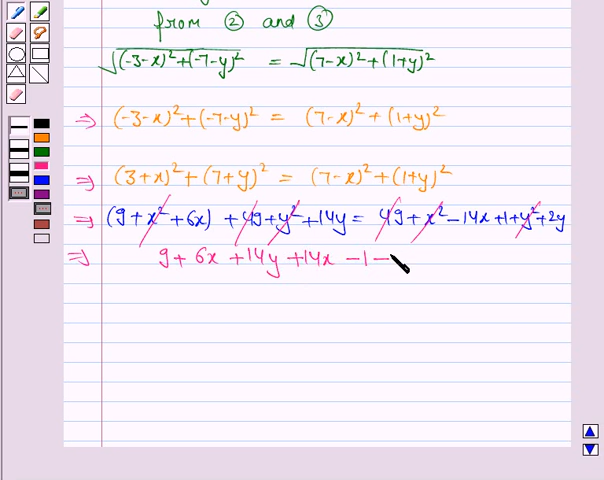 from ② and ③
√(-3-x)²+(-7-y)² = √(7-x)²+(1+y)²
⇒ (-3-x)²+(-7-y)² = (7-x)²+(1+y)²
⇒ (3+x)²+(7+y)² = (7-x)²+(1+y)²
⇒ (9+x²+6x)+49+y²+14y = 49+x²-14x+1+y²+2y
⇒ 9+6x+14y+14x-1-